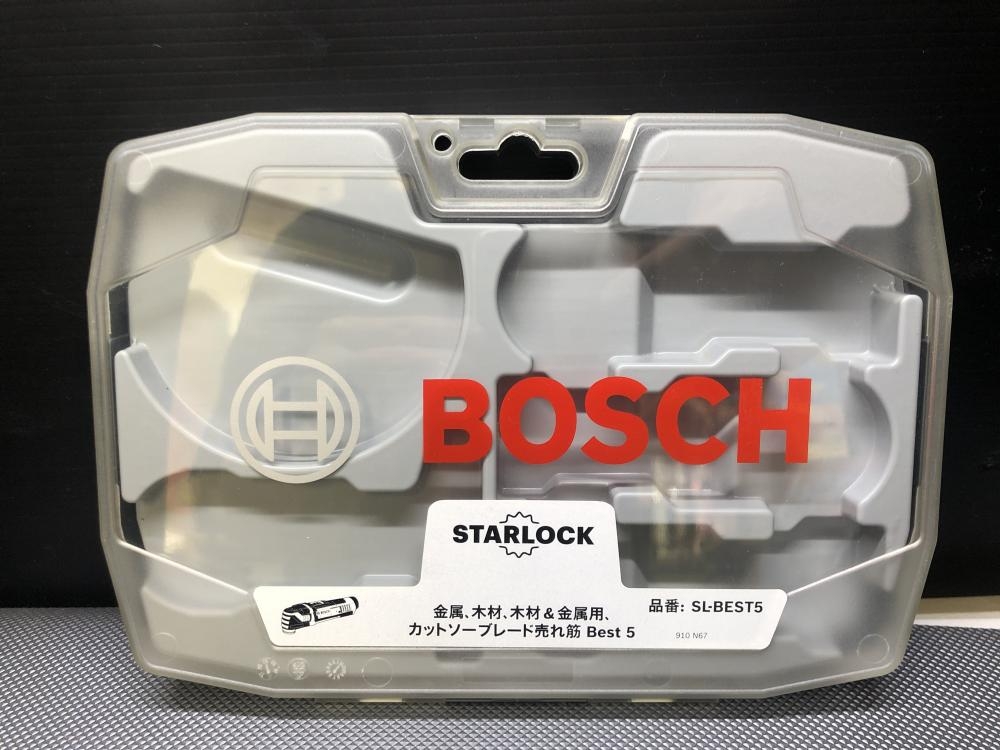 BOSCH
STARLOCK
金属、木材、木材＆金属用、
カットソーブレード売れ筋 Best 5
品番: SL-BEST5
910 N67